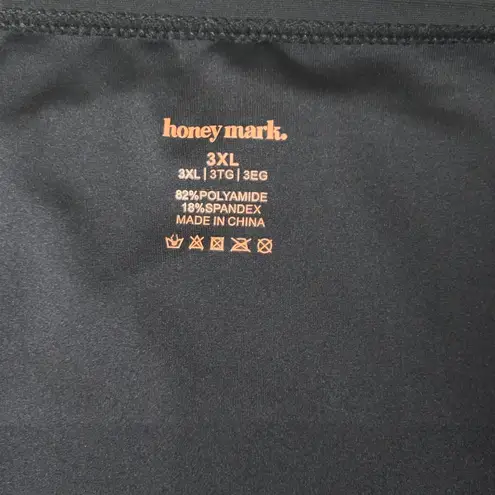 honey mark.
3XL
3XL | 3TG | 3EG
82%POLYAMIDE
18%SPANDEX
MADE IN CHINA